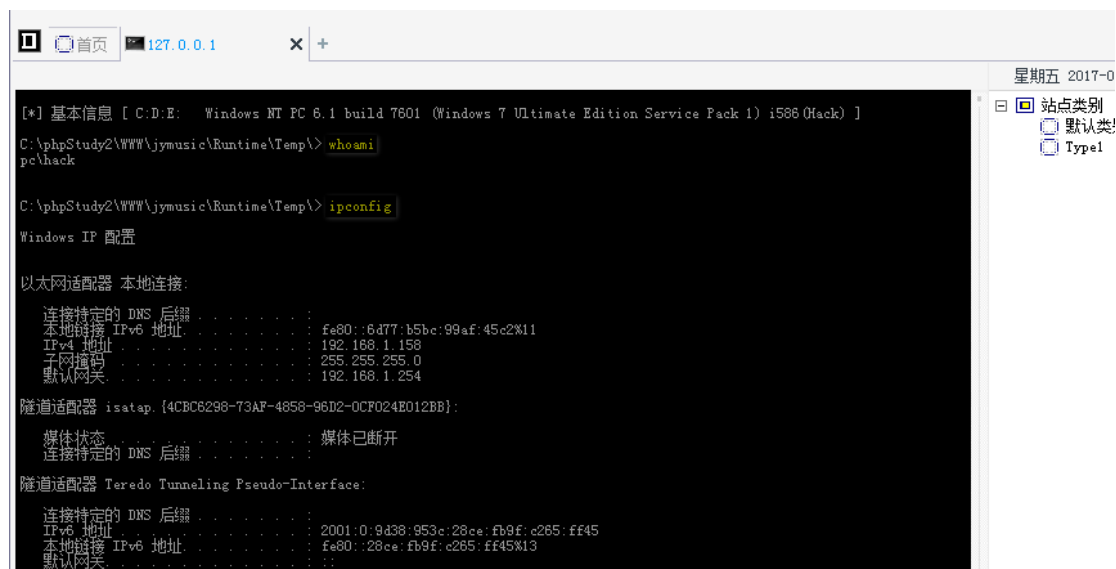 首页
127.0.0.1
星期五 2017-0
站点类别
Type1
[*] 基本信息 [ C:D:E: Windows NT PC 6.1 build 7601 (Windows 7 Ultimate Edition Service Pack 1) i586(Hack) ]
C:\phpStudy2\WWW\jymusic\Runtime\Temp\> whoami
pc\hack
C:\phpStudy2\WWW\jymusic\Runtime\Temp\> ipconfig
Windows IP 配置
以太网适配器 本地连接:
连接特定的 DNS 后缀 . . . . . . . :
本地链接 IPv6 地址. . . . . . . . : fe80::6d77:b5bc:99af:45c2%11
IPv4 地址 . . . . . . . . . . . . : 192.168.1.158
子网掩码 . . . . . . . . . . . . : 255.255.255.0
默认网关. . . . . . . . . . . . . : 192.168.1.254
隧道适配器 isatap.{4CBC6298-73AF-4858-96D2-0CF024E012BB}:
媒体状态 . . . . . . . . . . . . : 媒体已断开
连接特定的 DNS 后缀 . . . . . . . :
隧道适配器 Teredo Tunneling Pseudo-Interface:
连接特定的 DNS 后缀 . . . . . . . :
IPv6 地址 . . . . . . . . . . . . : 2001:0:9d38:953c:28ce:fb9f:c265:ff45
本地链接 IPv6 地址. . . . . . . . : fe80::28ce:fb9f:c265:ff45%13
默认网关. . . . . . . . . . . . . : ::